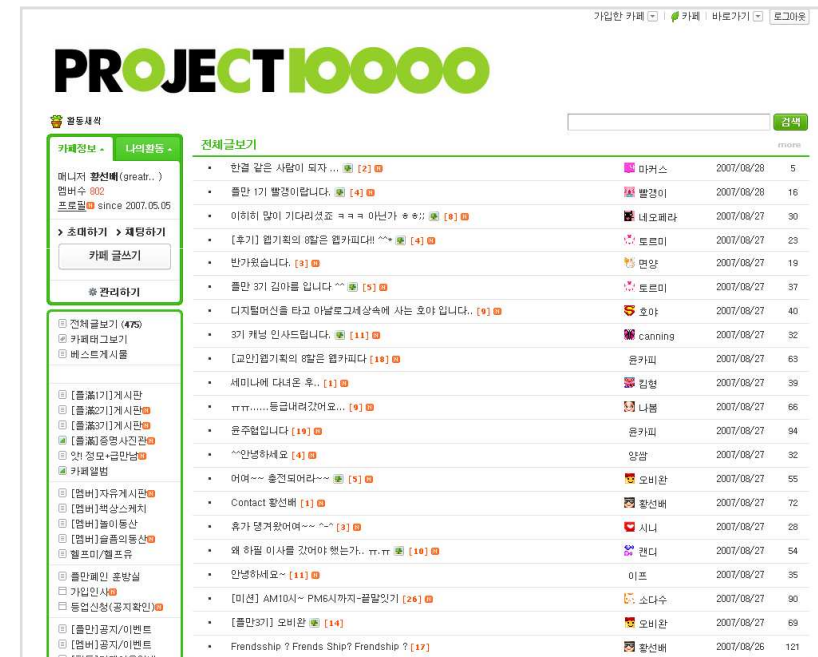 가입한 카페 카페 바로가기 로그아웃
PROJECT10000
활동새싹
검색
카페정보 나의활동
매니저 황선배(greatr.. )
멤버수 802
프로필 since 2007.05.05
초대하기 채팅하기
카페 글쓰기
관리하기
전체글보기 (475)
카페태그보기
베스트게시물
[플滿1기]게시판
[플滿2기]게시판
[플滿3기]게시판
[플滿]증명사진관
앗! 정모+급만남
카페앨범
[멤버]자유게시판
[멤버]책상스케치
[멤버]놀이동산
[멤버]슬픔의동산
헬프미/헬프유
플만폐인 훈방실
가입인사
등업신청(공지확인)
[플만]공지/이벤트
[멤버]공지/이벤트
전체글보기 more
한결 같은 사람이 되자 ... [2] 마커스 2007/08/28 5
플만 1기 빨갱이랍니다. [4] 빨갱이 2007/08/28 16
이히히 많이 기다리셨죠 ㅋㅋㅋ 아닌가 ㅎㅎ;; [8] 네오페라 2007/08/27 30
[후기] 웹기획의 8할은 웹카피다!! ^^* [4] 토르미 2007/08/27 23
반가웠습니다. [3] 면양 2007/08/27 19
플만 3기 김아름 입니다 ^^ [5] 토르미 2007/08/27 37
디지털머신을 타고 아날로그세상속에 사는 호야 입니다.. [9] 호야 2007/08/27 40
3기 캐닝 인사드립니다. [11] canning 2007/08/27 32
[교안]웹기획의 8할은 웹카피다 [18] 윤카피 2007/08/27 63
세미나에 다녀온 후.. [1] 킴형 2007/08/27 39
ㅠㅠ......등급내려갔어요... [9] 나봄 2007/08/27 66
윤주협입니다 [19] 윤카피 2007/08/27 94
^^안녕하세요 [4] 양쌈 2007/08/27 32
어여~~ 충전되어라~~ [5] 오비완 2007/08/27 55
Contact 황선배 [1] 황선배 2007/08/27 72
휴가 댕겨왔어여~~ ^-^ [3] 시니 2007/08/27 28
왜 하필 이사를 갔어야 했는가.. ㅠ.ㅠ [10] 캔디 2007/08/27 54
안녕하세요~ [11] 이프 2007/08/27 35
[미션] AM10시~ PM6시까지-끝말잇기 [26] 소다수 2007/08/27 90
[플만3기] 오비완 [14] 오비완 2007/08/27 69
Frendsship ? Frends Ship? Frendship ? [17] 황선배 2007/08/26 121